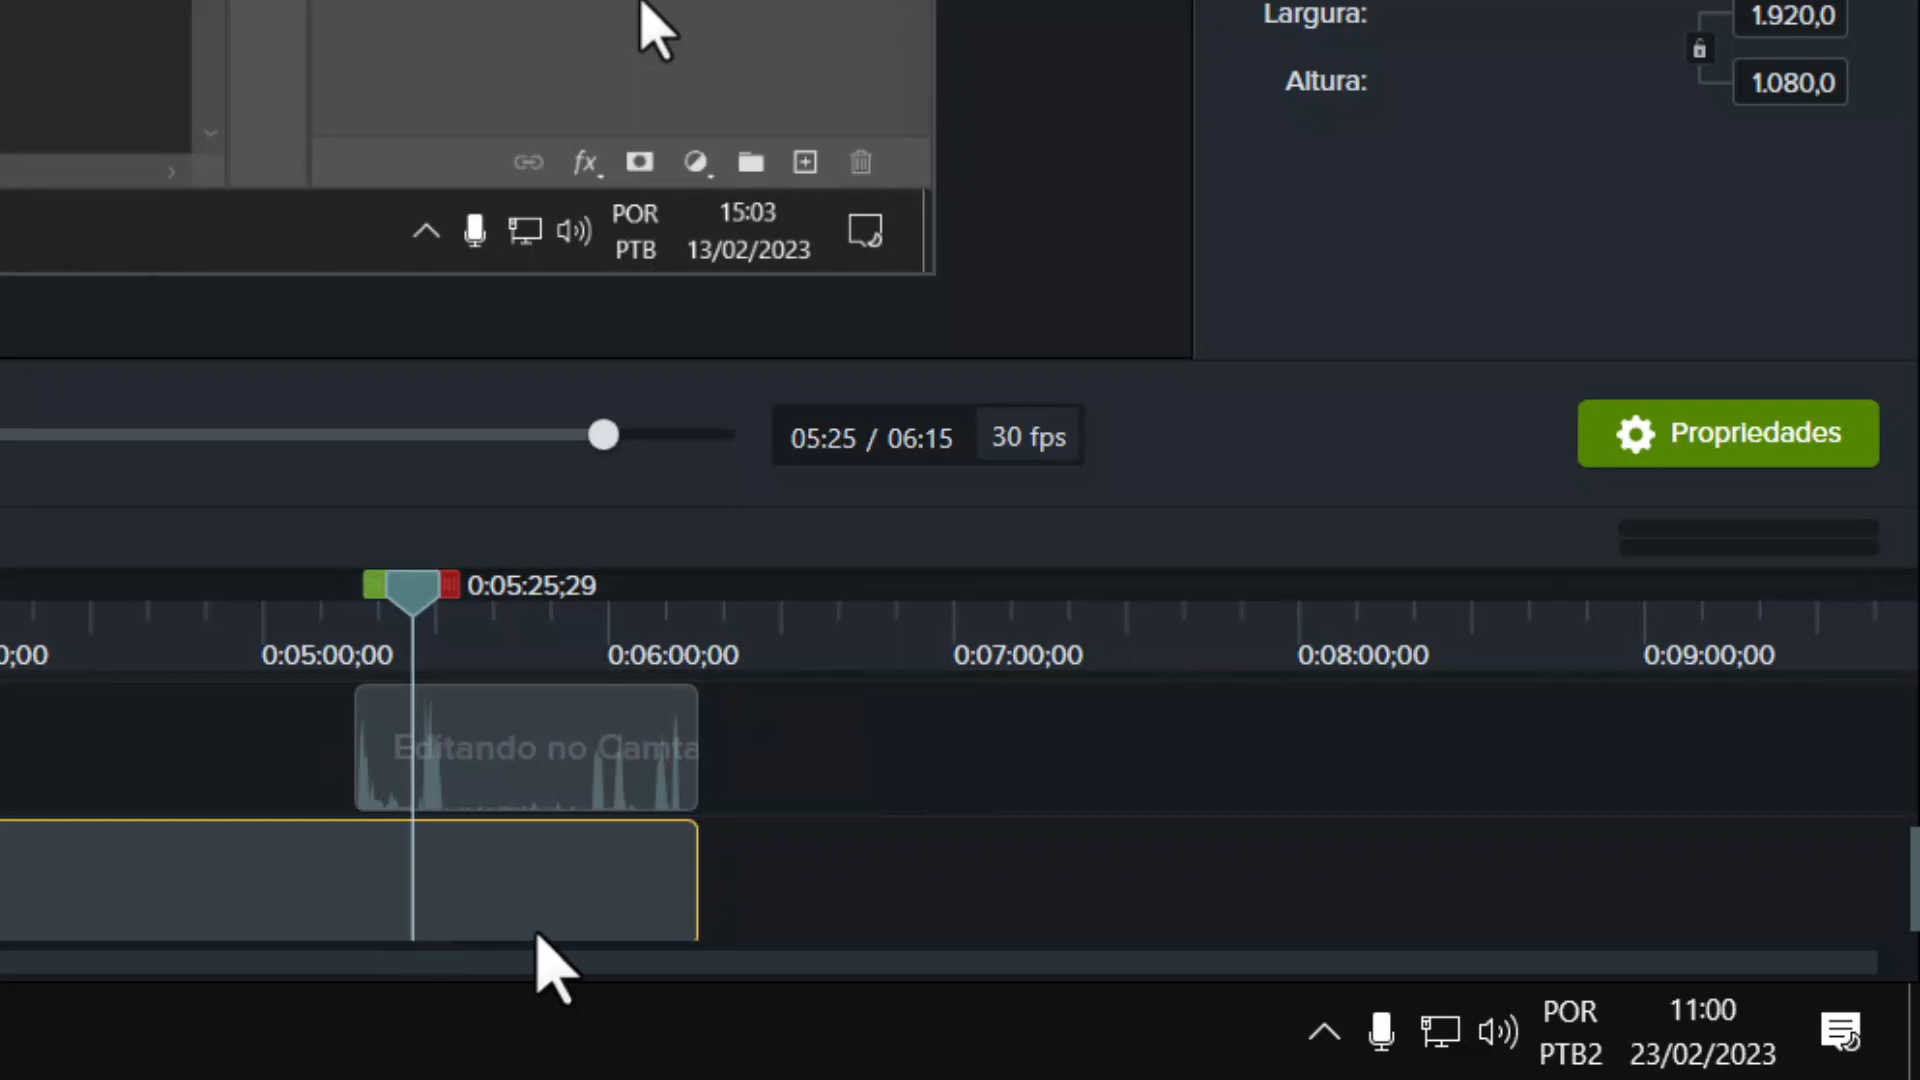 Largura:
1.920,0
Altura:
1.080,0
fx
POR
15:03
PTB
13/02/2023
05:25 / 06:15
30 fps
Propriedades
0:05:25;29
0;00
0:05:00;00
0:06:00;00
0:07:00;00
0:08:00;00
0:09:00;00
Editando no Camta
POR
11:00
PTB2
23/02/2023